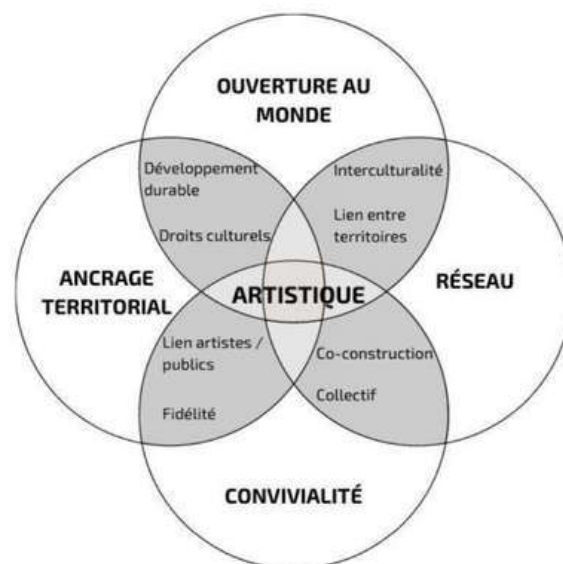 OUVERTURE AU
MONDE
Développement
durable
Droits culturels
Interculturalité
Lien entre
territoires
ANCRAGE
TERRITORIAL
ARTISTIQUE
RÉSEAU
Lien artistes /
publics
Fidélité
Co-construction
Collectif
CONVIVIALITÉ